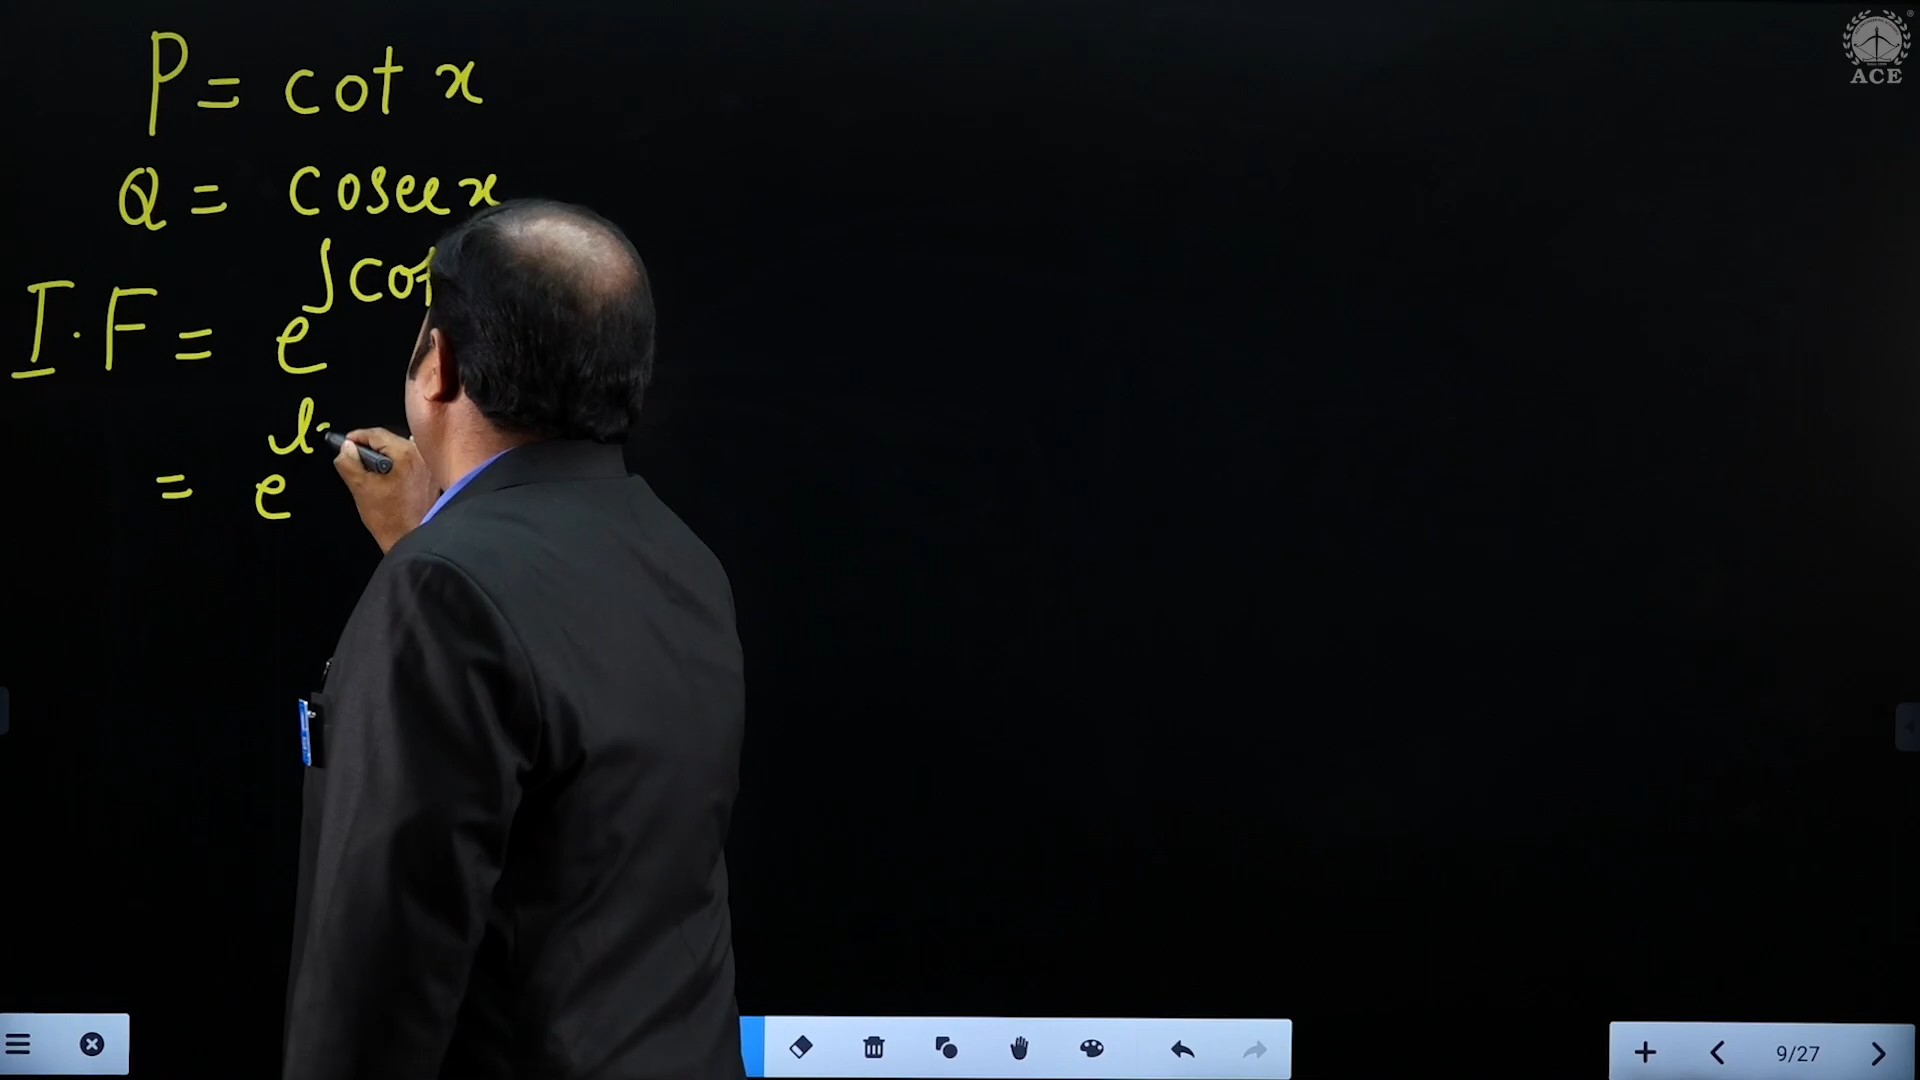 P = cot x
Q = cosec x
I.F = e^∫cot
= e^l
ACE
9/27